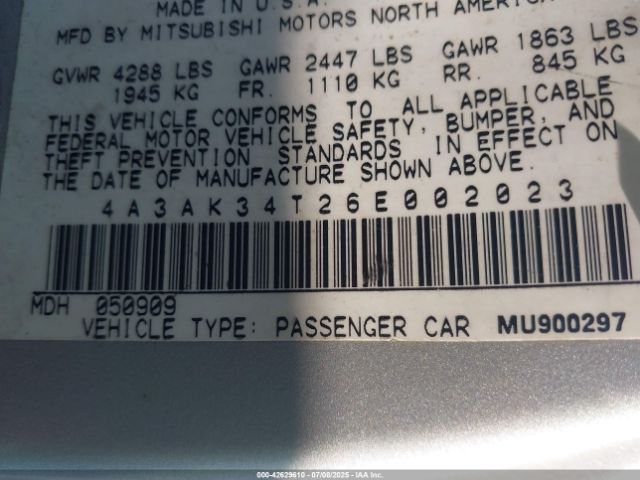 MADE IN U.S.A.
MFD BY MITSUBISHI MOTORS NORTH AMERICA
GVWR 4288 LBS GAWR 2447 LBS GAWR 1863 LBS
1945 KG FR. 1110 KG RR. 845 KG
THIS VEHICLE CONFORMS TO ALL APPLICABLE
FEDERAL MOTOR VEHICLE SAFETY, BUMPER, AND
THEFT PREVENTION STANDARDS IN EFFECT ON
THE DATE OF MANUFACTURE SHOWN ABOVE.
4A3AK34T26E002023
MDH 050909
VEHICLE TYPE: PASSENGER CAR MU900297
000-42629610 - 07/08/2025 - IAA Inc.